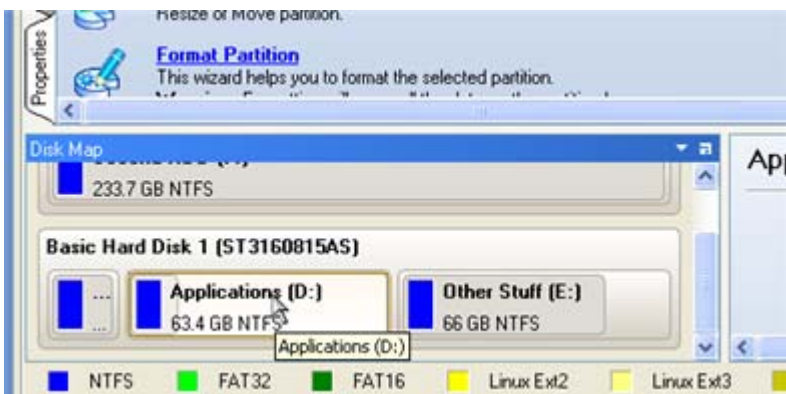 Resize or Move partition.
Properties
Format Partition
This wizard helps you to format the selected partition.
Disk Map
233.7 GB NTFS
Basic Hard Disk 1 (ST3160815AS)
...
Applications (D:)
Other Stuff (E:)
...
63.4 GB NTFS
66 GB NTFS
Applications (D:)
App
NTFS FAT32 FAT16 Linux Ext2 Linux Ext3